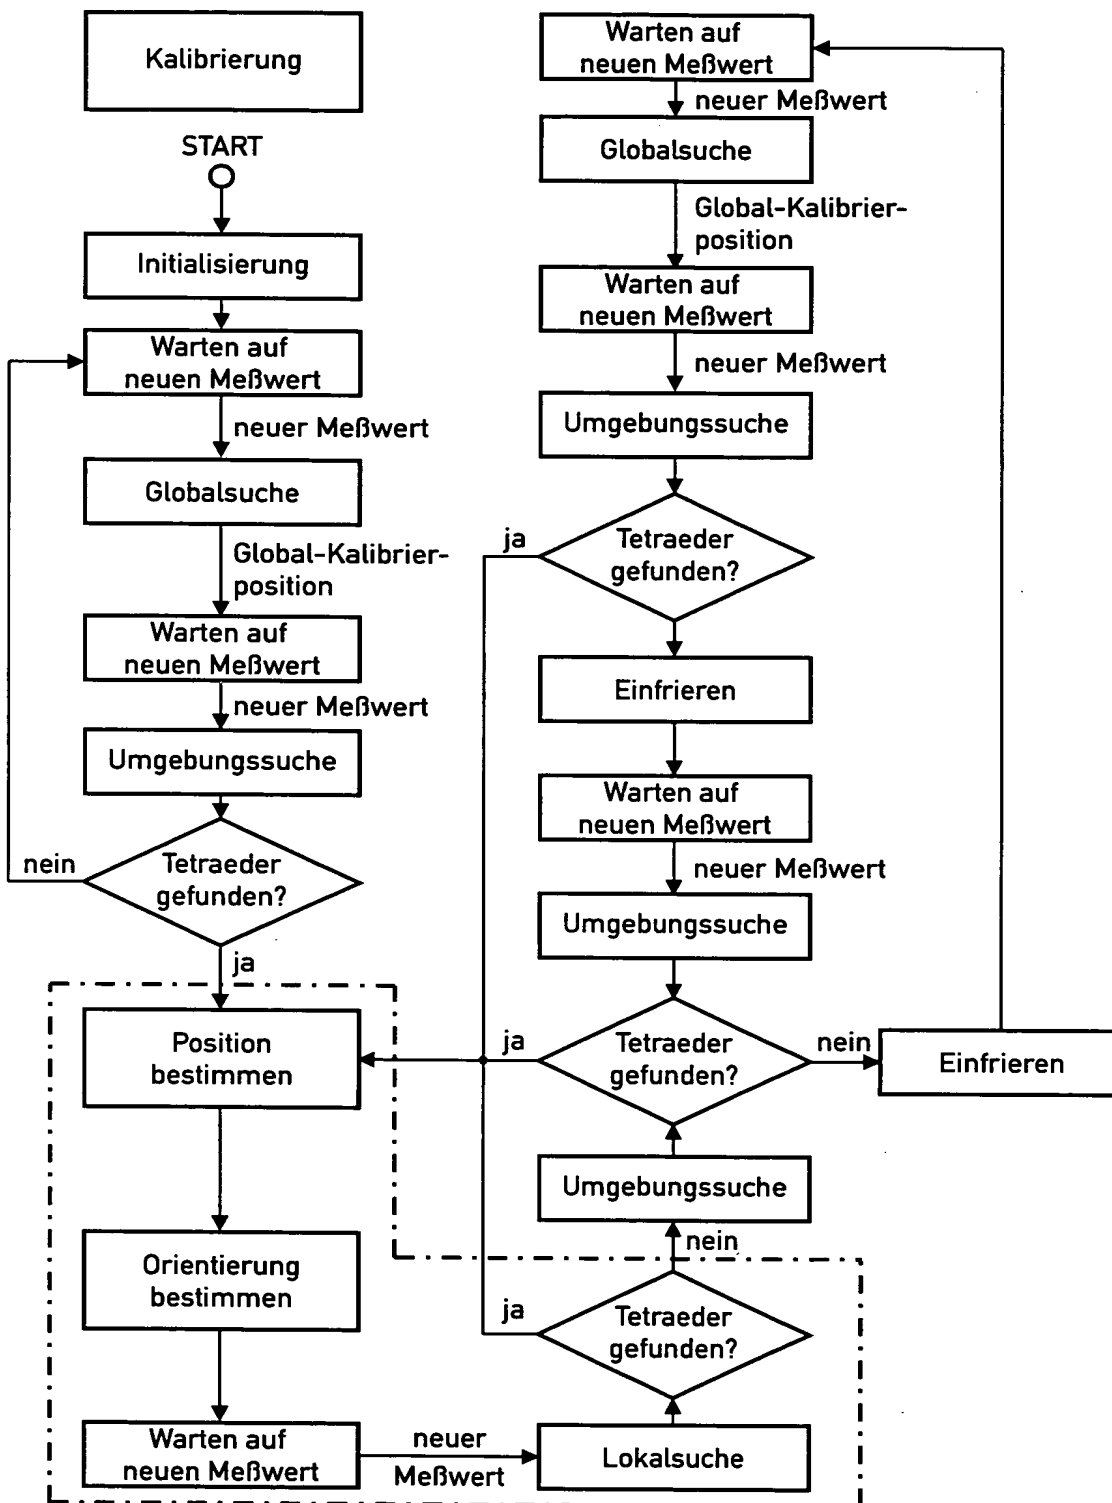 Kalibrierung
START
Initialisierung
Warten auf
neuen Meßwert
neuer Meßwert
Globalsuche
Global-Kalibrier-
position
Warten auf
neuen Meßwert
neuer Meßwert
Umgebungssuche
nein
Tetraeder
gefunden?
ja
Position
bestimmen
Orientierung
bestimmen
Warten auf
neuen Meßwert
neuer
Meßwert
Lokalsuche
Tetraeder
gefunden?
ja
nein
Umgebungssuche
Tetraeder
gefunden?
ja
nein
Einfrieren
Warten auf
neuen Meßwert
neuer Meßwert
Globalsuche
Global-Kalibrier-
position
Warten auf
neuen Meßwert
neuer Meßwert
Umgebungssuche
ja
Tetraeder
gefunden?
Einfrieren
Warten auf
neuen Meßwert
neuer Meßwert
Umgebungssuche